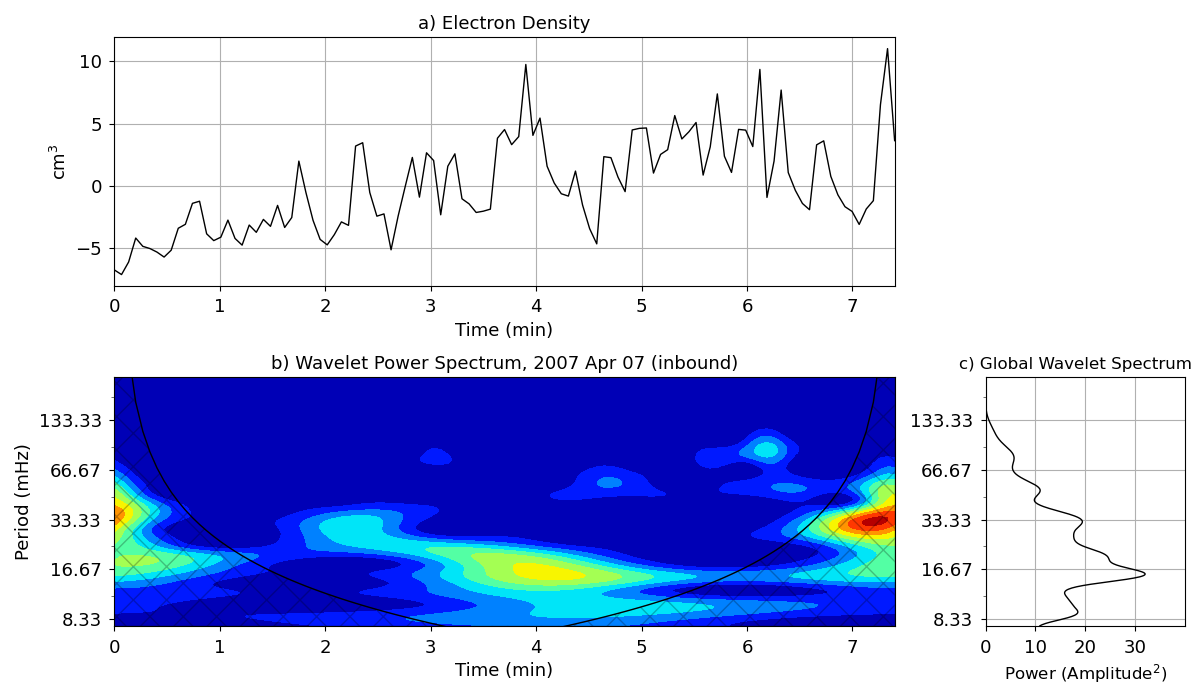 a) Electron Density
10
5
0
−5
cm³
0 1 2 3 4 5 6 7
Time (min)
b) Wavelet Power Spectrum, 2007 Apr 07 (inbound)
133.33
66.67
33.33
16.67
8.33
Period (mHz)
0 1 2 3 4 5 6 7
Time (min)
c) Global Wavelet Spectrum
133.33
66.67
33.33
16.67
8.33
0 10 20 30
Power (Amplitude²)